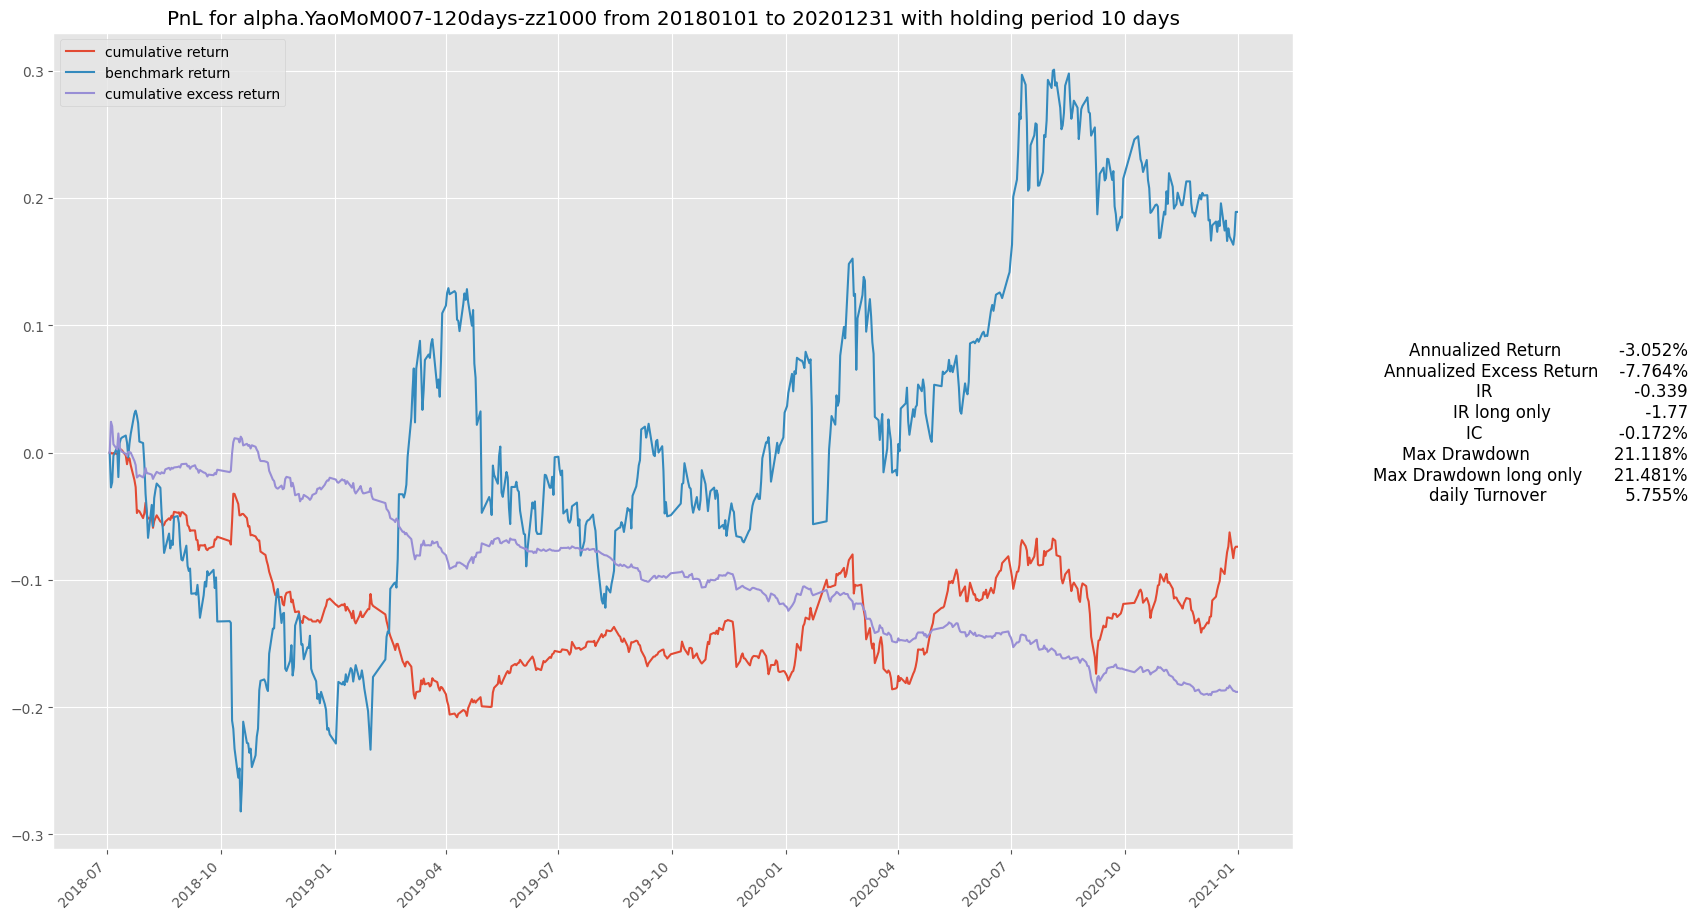 PnL for alpha.YaoMoM007-120days-zz1000 from 20180101 to 20201231 with holding period 10 days
cumulative return
benchmark return
cumulative excess return
0.3
0.2
0.1
0.0
−0.1
−0.2
−0.3
2018-07
2018-10
2019-01
2019-04
2019-07
2019-10
2020-01
2020-04
2020-07
2020-10
2021-01
Annualized Return -3.052%
Annualized Excess Return -7.764%
IR -0.339
IR long only -1.77
IC -0.172%
Max Drawdown 21.118%
Max Drawdown long only 21.481%
daily Turnover 5.755%